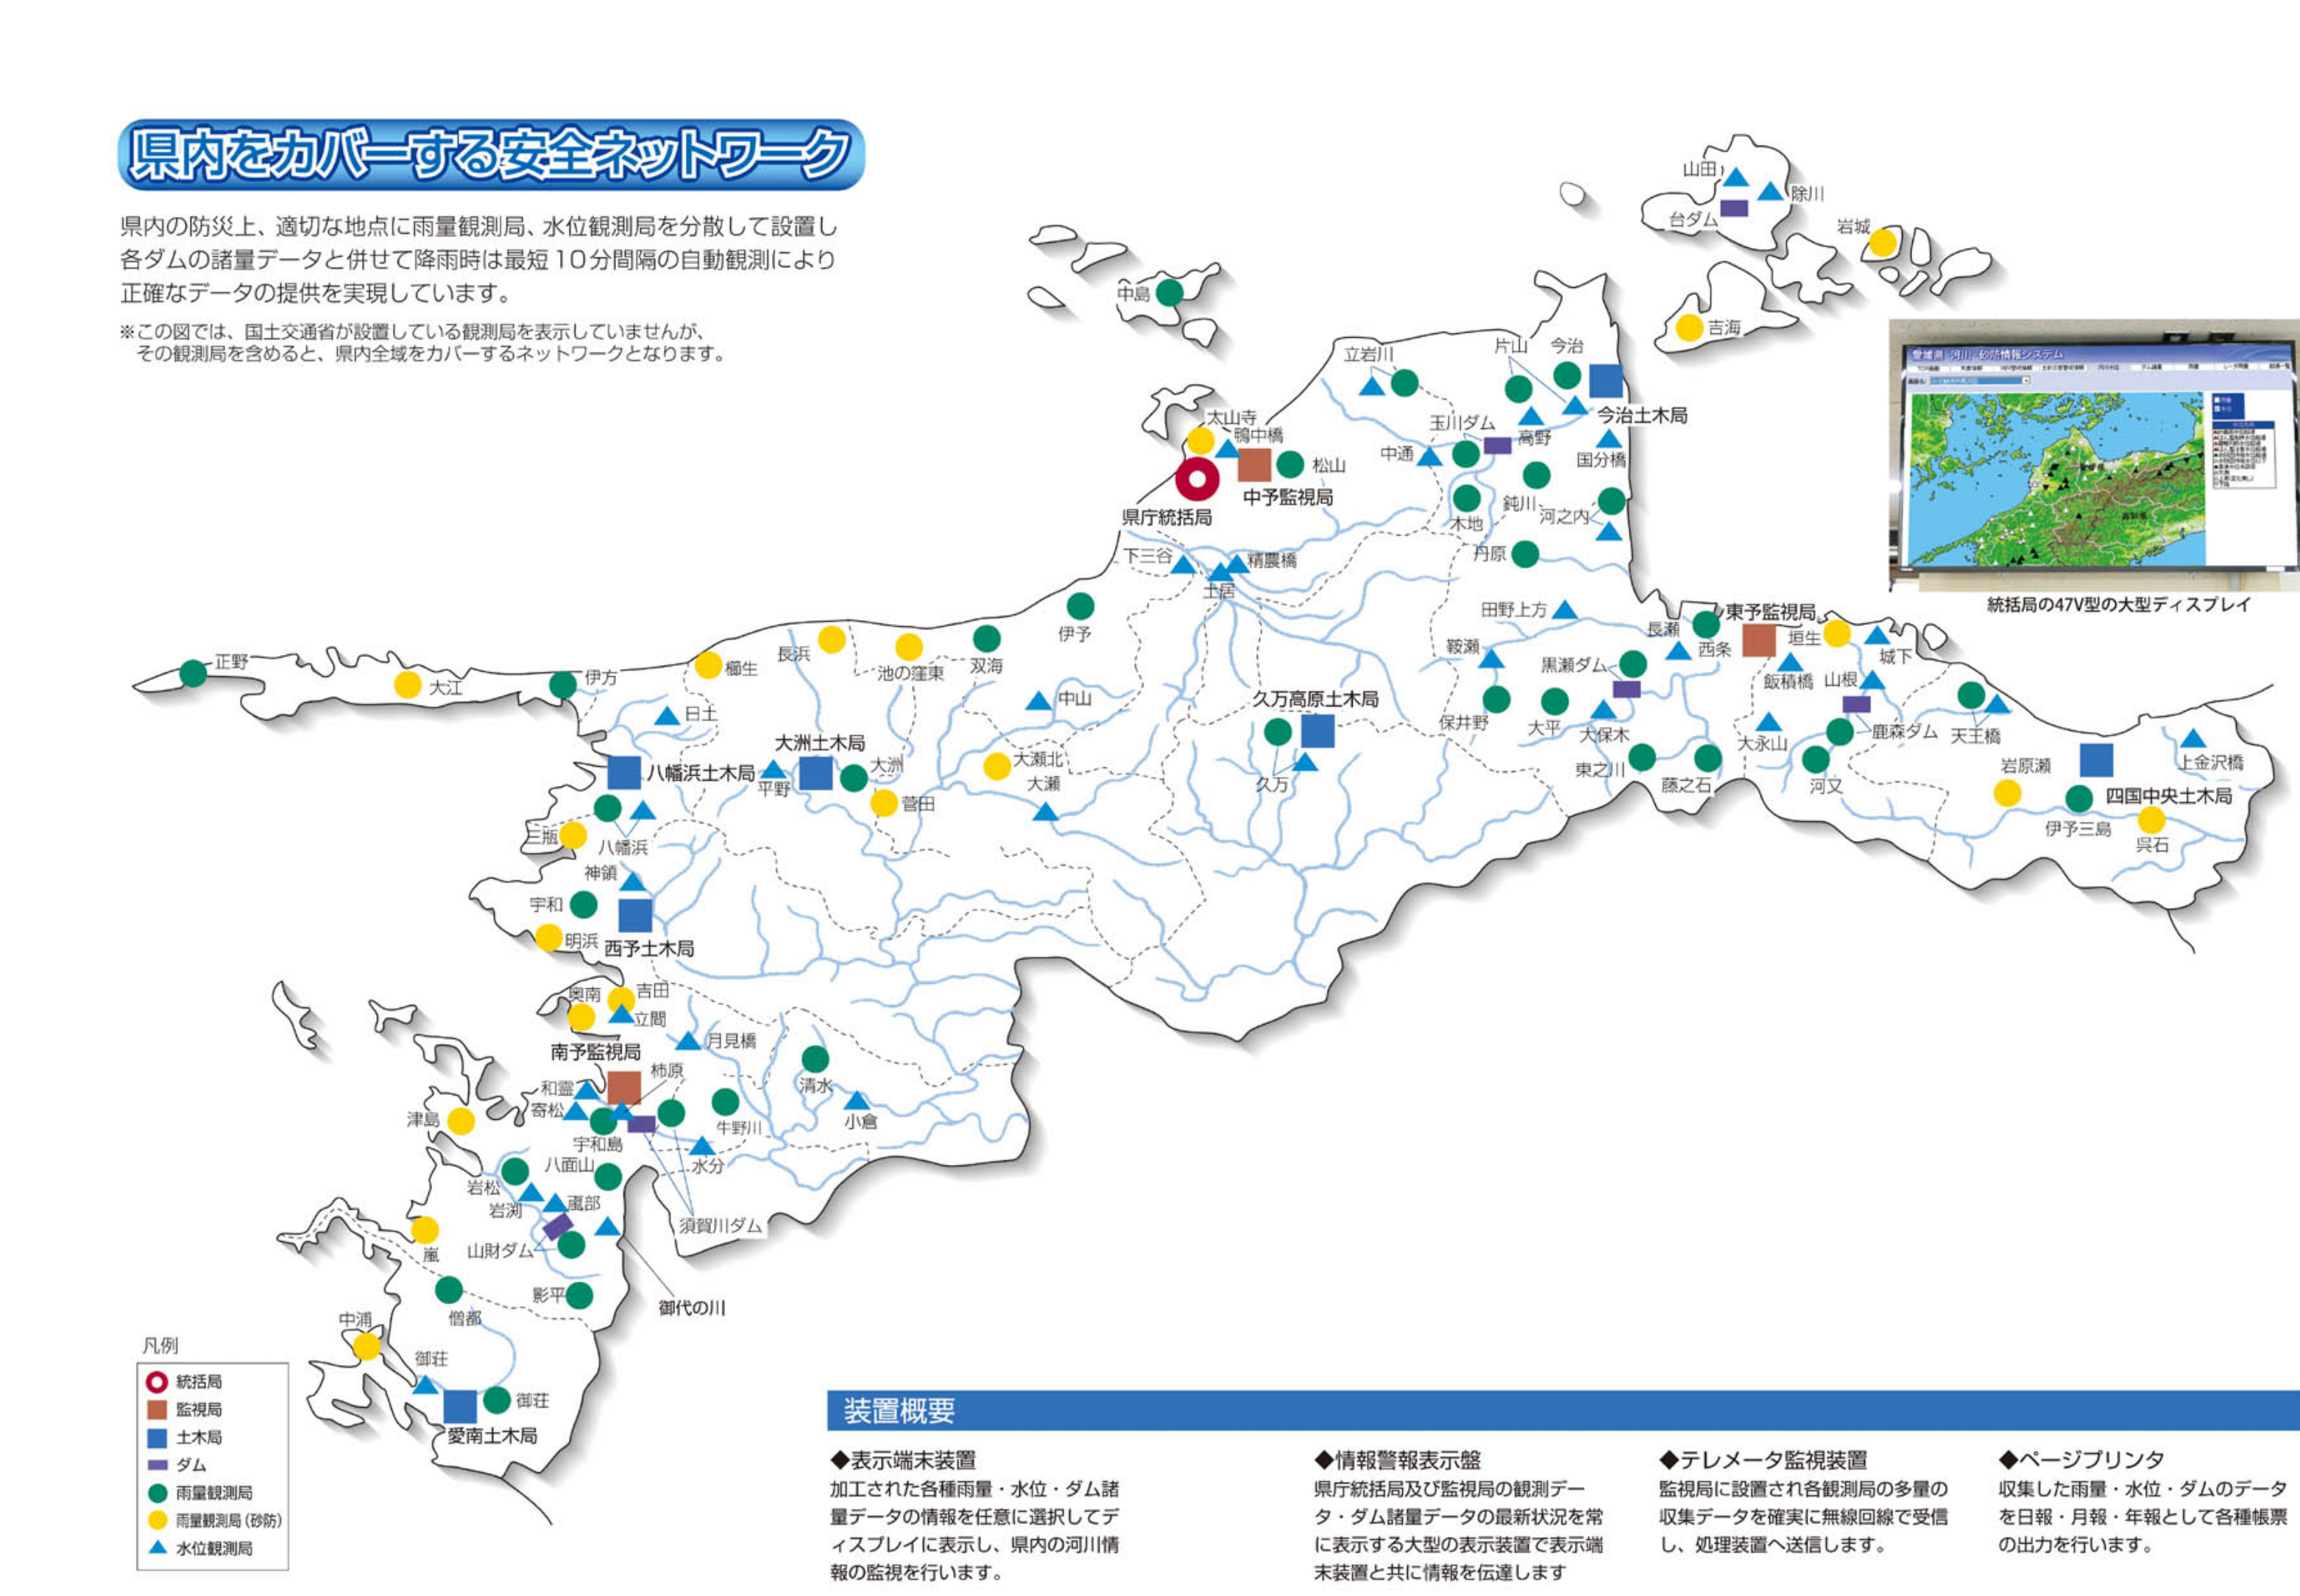 県内をカバーする安全ネットワーク
県内の防災上、適切な地点に雨量観測局、水位観測局を分散して設置し
各ダムの諸量データと併せて降雨時は最短10分間隔の自動観測により
正確なデータの提供を実現しています。
※この図では、国土交通省が設置している観測局を表示していませんが、
その観測局を含めると、県内全域をカバーするネットワークとなります。
山田
除川
台ダム
岩城
中島
吉海
愛媛県 河川/砂防情報システム
統括局の47V型の大型ディスプレイ
立岩川
片山
今治
今治土木局
玉川ダム
高野
中通
国分橋
太山寺
鴨中橋
松山
中予監視局
県庁統括局
木地
鈍川
河之内
丹原
下三谷
精農橋
土居
伊予
田野上方
鞍瀬
長瀬
東予監視局
西条
垣生
城下
黒瀬ダム
飯積橋
山根
保井野
大平
大保木
大永山
鹿森ダム
天王橋
東之川
藤之石
河又
岩原瀬
上金沢橋
四国中央土木局
伊予三島
呉石
正野
大江
伊方
櫛生
長浜
池の窪東
双海
日土
中山
久万高原土木局
久万
大洲土木局
八幡浜土木局
平野
大洲
菅田
大瀬北
大瀬
三瓶
八幡浜
神領
宇和
明浜
西予土木局
奥南
吉田
立間
南予監視局
月見橋
柿原
和霊
寄松
清水
小倉
津島
宇和島
牛野川
水分
八面山
岩松
岩渕
須賀川ダム
嵐
山財ダム
影平
御代の川
僧都
中浦
御荘
御荘
愛南土木局
凡例
統括局
監視局
土木局
ダム
雨量観測局
雨量観測局(砂防)
水位観測局
装置概要
◆表示端末装置
加工された各種雨量・水位・ダム諸
量データの情報を任意に選択してデ
ィスプレイに表示し、県内の河川情
報の監視を行います。
◆情報警報表示盤
県庁統括局及び監視局の観測デー
タ・ダム諸量データの最新状況を常
に表示する大型の表示装置で表示端
末装置と共に情報を伝達します
◆テレメータ監視装置
監視局に設置され各観測局の多量の
収集データを確実に無線回線で受信
し、処理装置へ送信します。
◆ページプリンタ
収集した雨量・水位・ダムのデータ
を日報・月報・年報として各種帳票
の出力を行います。